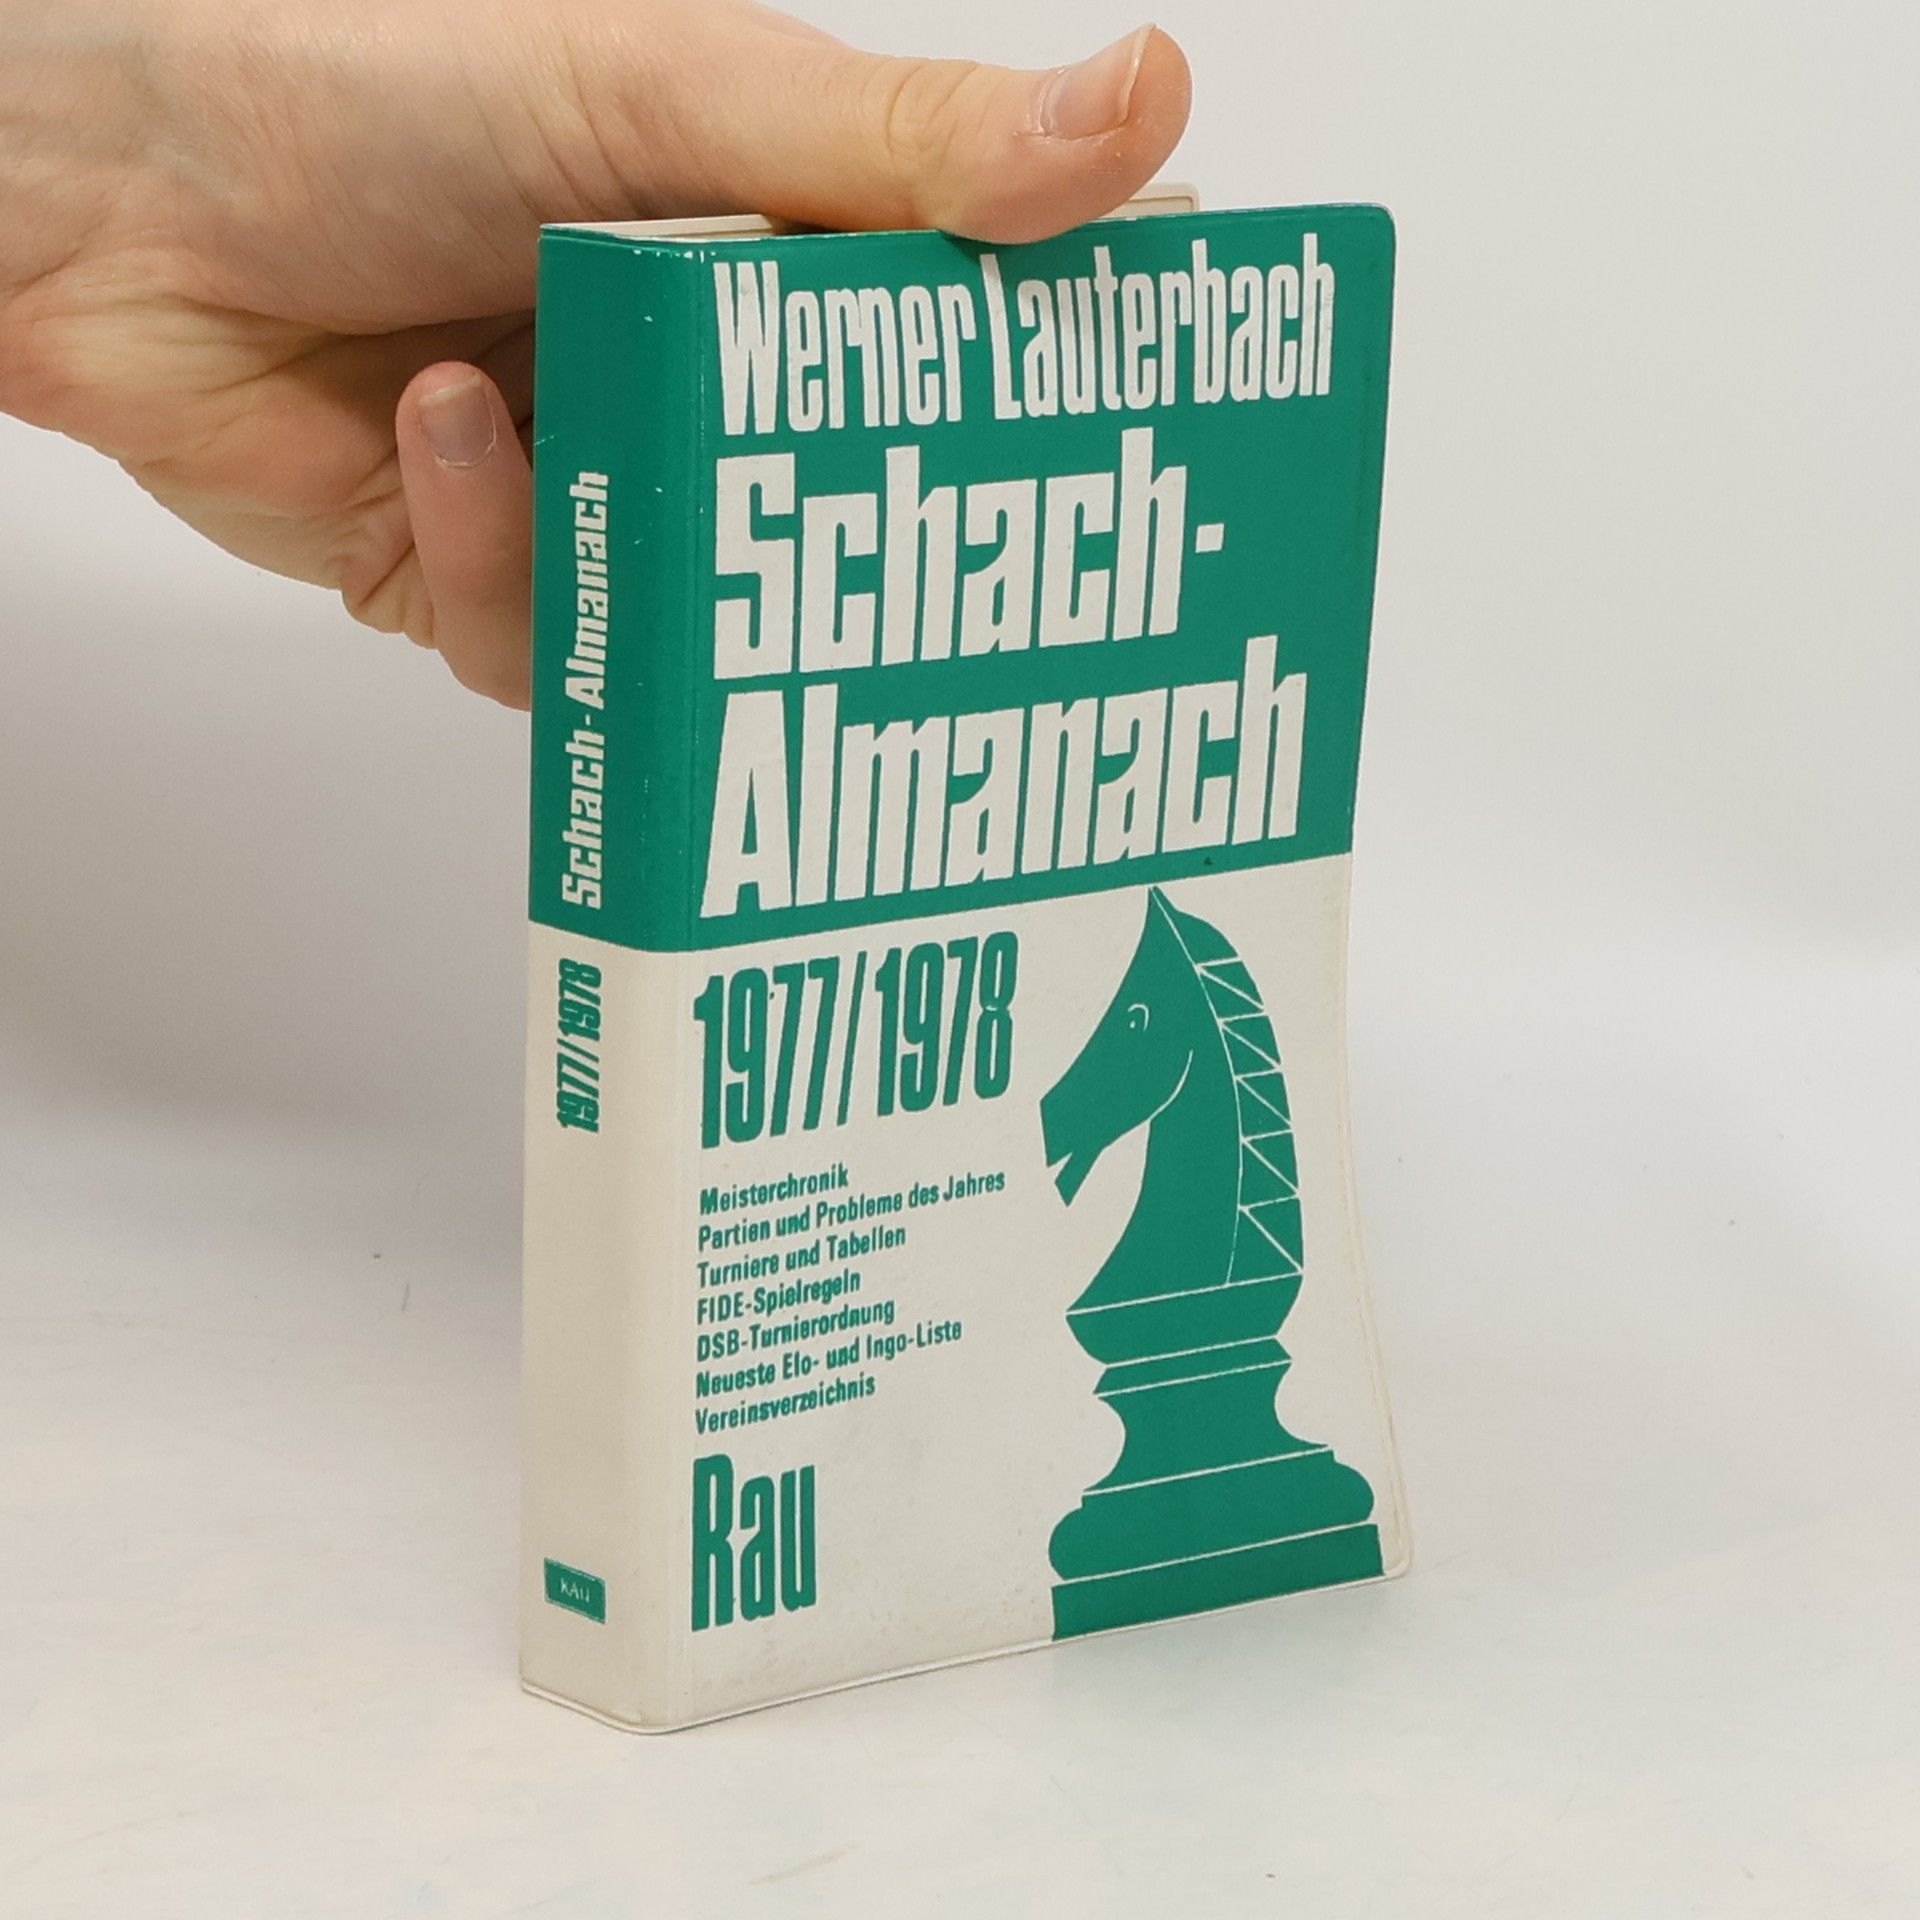 Werner Lauterbach
Schach-
Almanach
1977/1978
Meisterchronik
Partien und Probleme des Jahres
Turniere und Tabellen
FIDE-Spielregeln
DSB-Turnierordnung
Neueste Elo- und Ingo-Liste
Vereinsverzeichnis
Rau
Schach-Almanach
1977/1978
RAU